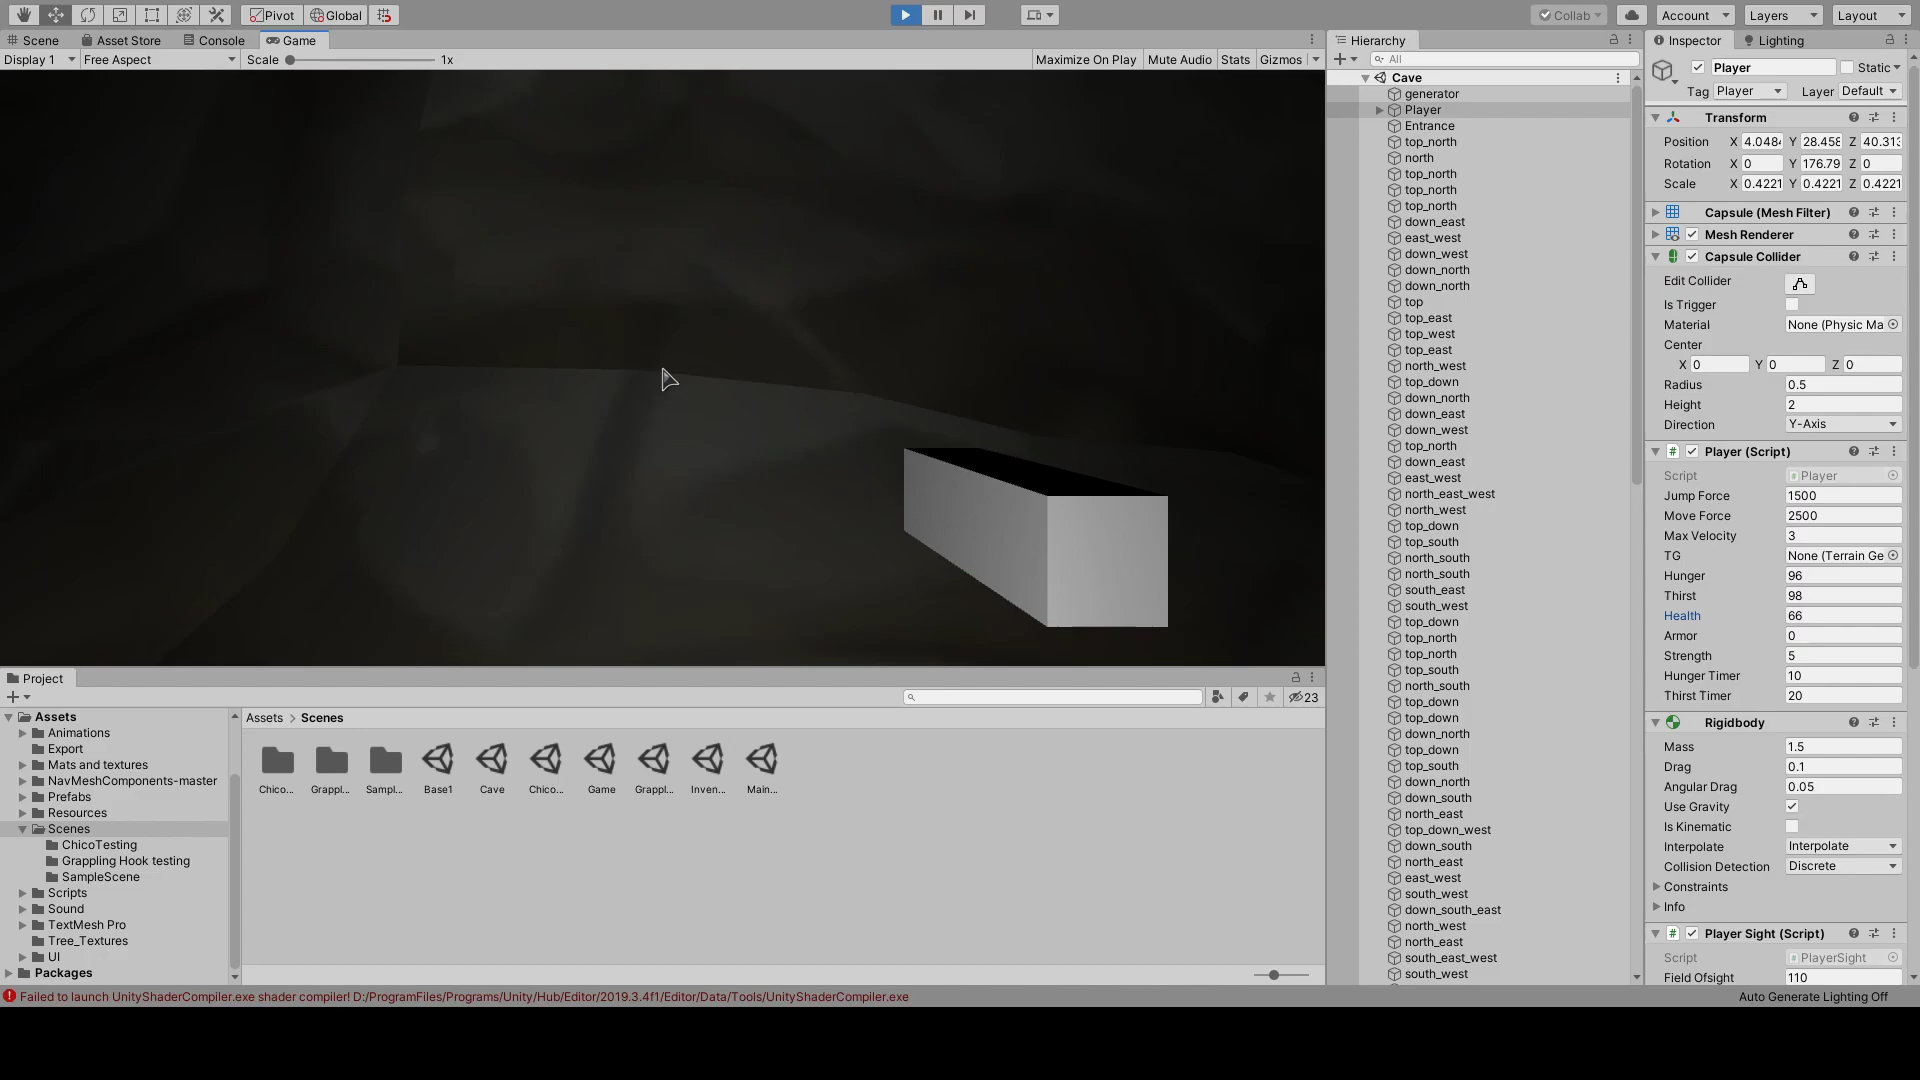 Pivot Global Collab Account Layers Layout
Scene Asset Store Console Game
Display 1 Free Aspect Scale 1x Maximize On Play Mute Audio Stats Gizmos
Hierarchy
All
Cave
generator
Player
Entrance
top_north
north
top_north
top_north
top_north
down_east
east_west
down_west
down_north
down_north
top
top_east
top_west
top_east
north_west
top_down
down_north
down_east
down_west
top_north
down_east
east_west
north_east_west
north_west
top_down
top_south
north_south
north_south
south_east
south_west
top_down
top_north
top_north
top_south
north_south
top_down
top_down
down_north
top_down
top_south
down_north
down_south
north_east
top_down_west
down_south
north_east
east_west
south_west
down_south_east
north_west
north_east
south_east_west
south_west
Inspector Lighting
Player Static
Tag Player Layer Default
Transform
Position X 4.048 Y 28.458 Z 40.313
Rotation X 0 Y 176.79 Z 0
Scale X 0.4221 Y 0.4221 Z 0.4221
Capsule (Mesh Filter)
Mesh Renderer
Capsule Collider
Edit Collider
Is Trigger
Material None (Physic Ma
Center
X 0 Y 0 Z 0
Radius 0.5
Height 2
Direction Y-Axis
Player (Script)
Script Player
Jump Force 1500
Move Force 2500
Max Velocity 3
TG None (Terrain Ge
Hunger 96
Thirst 98
Health 66
Armor 0
Strength 5
Hunger Timer 10
Thirst Timer 20
Rigidbody
Mass 1.5
Drag 0.1
Angular Drag 0.05
Use Gravity
Is Kinematic
Interpolate Interpolate
Collision Detection Discrete
Constraints
Info
Player Sight (Script)
Script PlayerSight
Field Ofsight 110
Project
23
Assets
Animations
Export
Mats and textures
NavMeshComponents-master
Prefabs
Resources
Scenes
ChicoTesting
Grappling Hook testing
SampleScene
Scripts
Sound
TextMesh Pro
Tree_Textures
UI
Packages
Assets > Scenes
Chico... Grappl... Sampl... Base1 Cave Chico... Game Grappl... Inven... Main...
Failed to launch UnityShaderCompiler.exe shader compiler! D:/ProgramFiles/Programs/Unity/Hub/Editor/2019.3.4f1/Editor/Data/Tools/UnityShaderCompiler.exe
Auto Generate Lighting Off